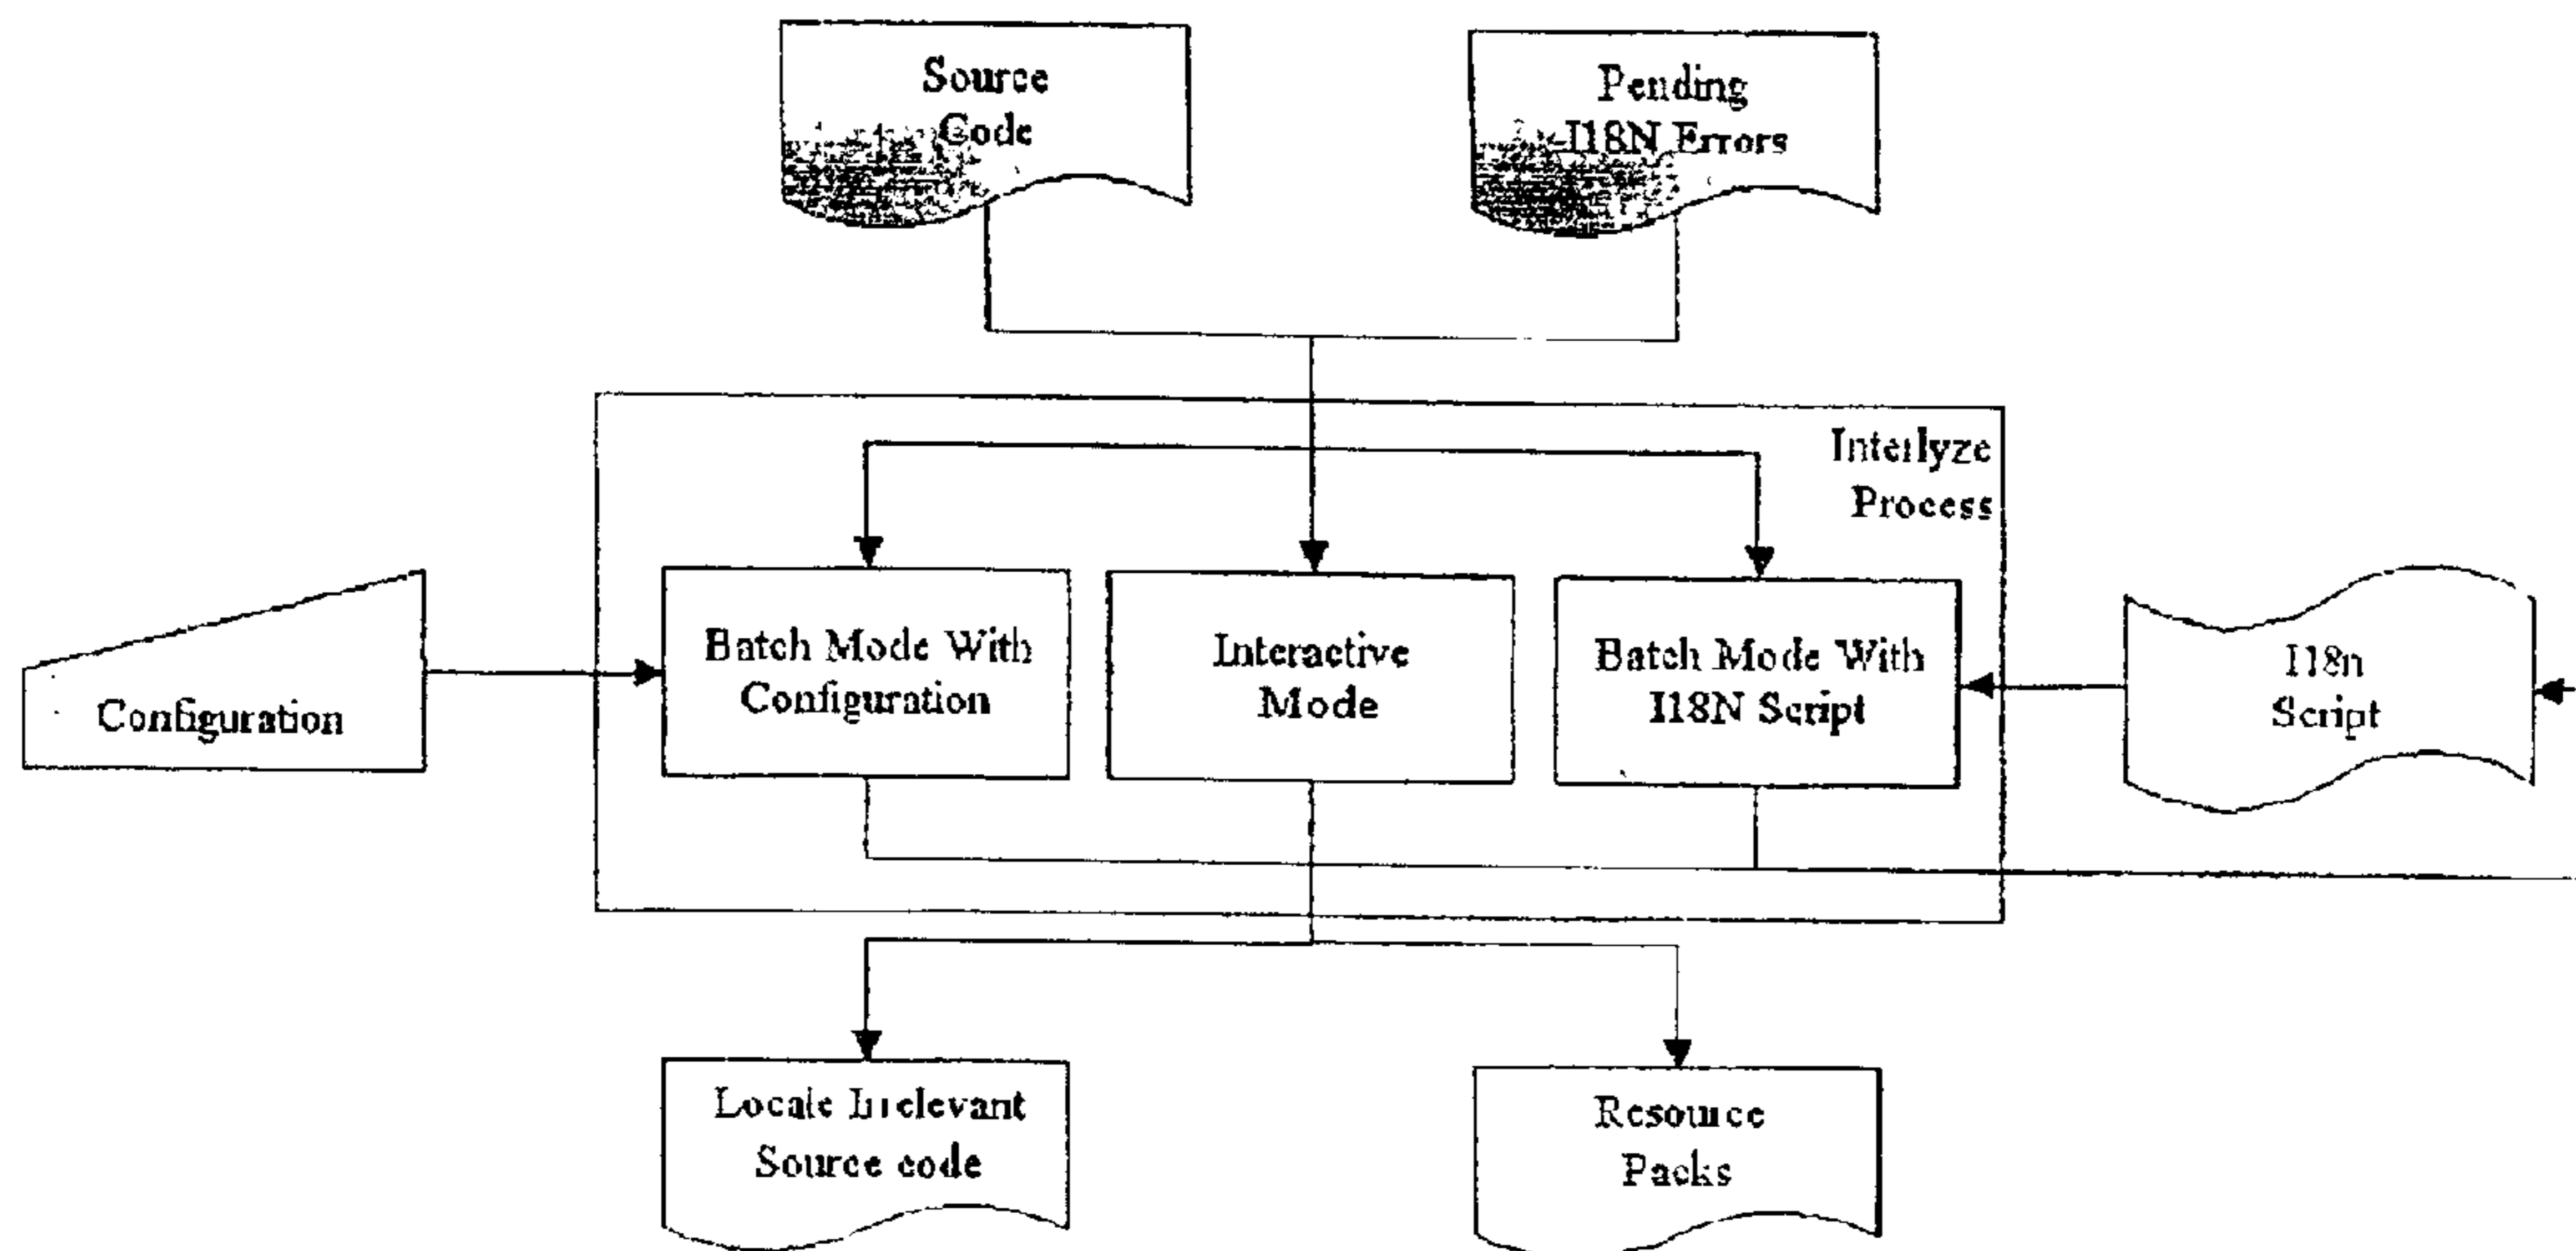 Source
Code
Pending
I18N Errors
Interlyze
Process
Configuration
Batch Mode With
Configuration
Interactive
Mode
Batch Mode With
I18N Script
I18n
Script
Locale Irrelevant
Source code
Resource
Packs